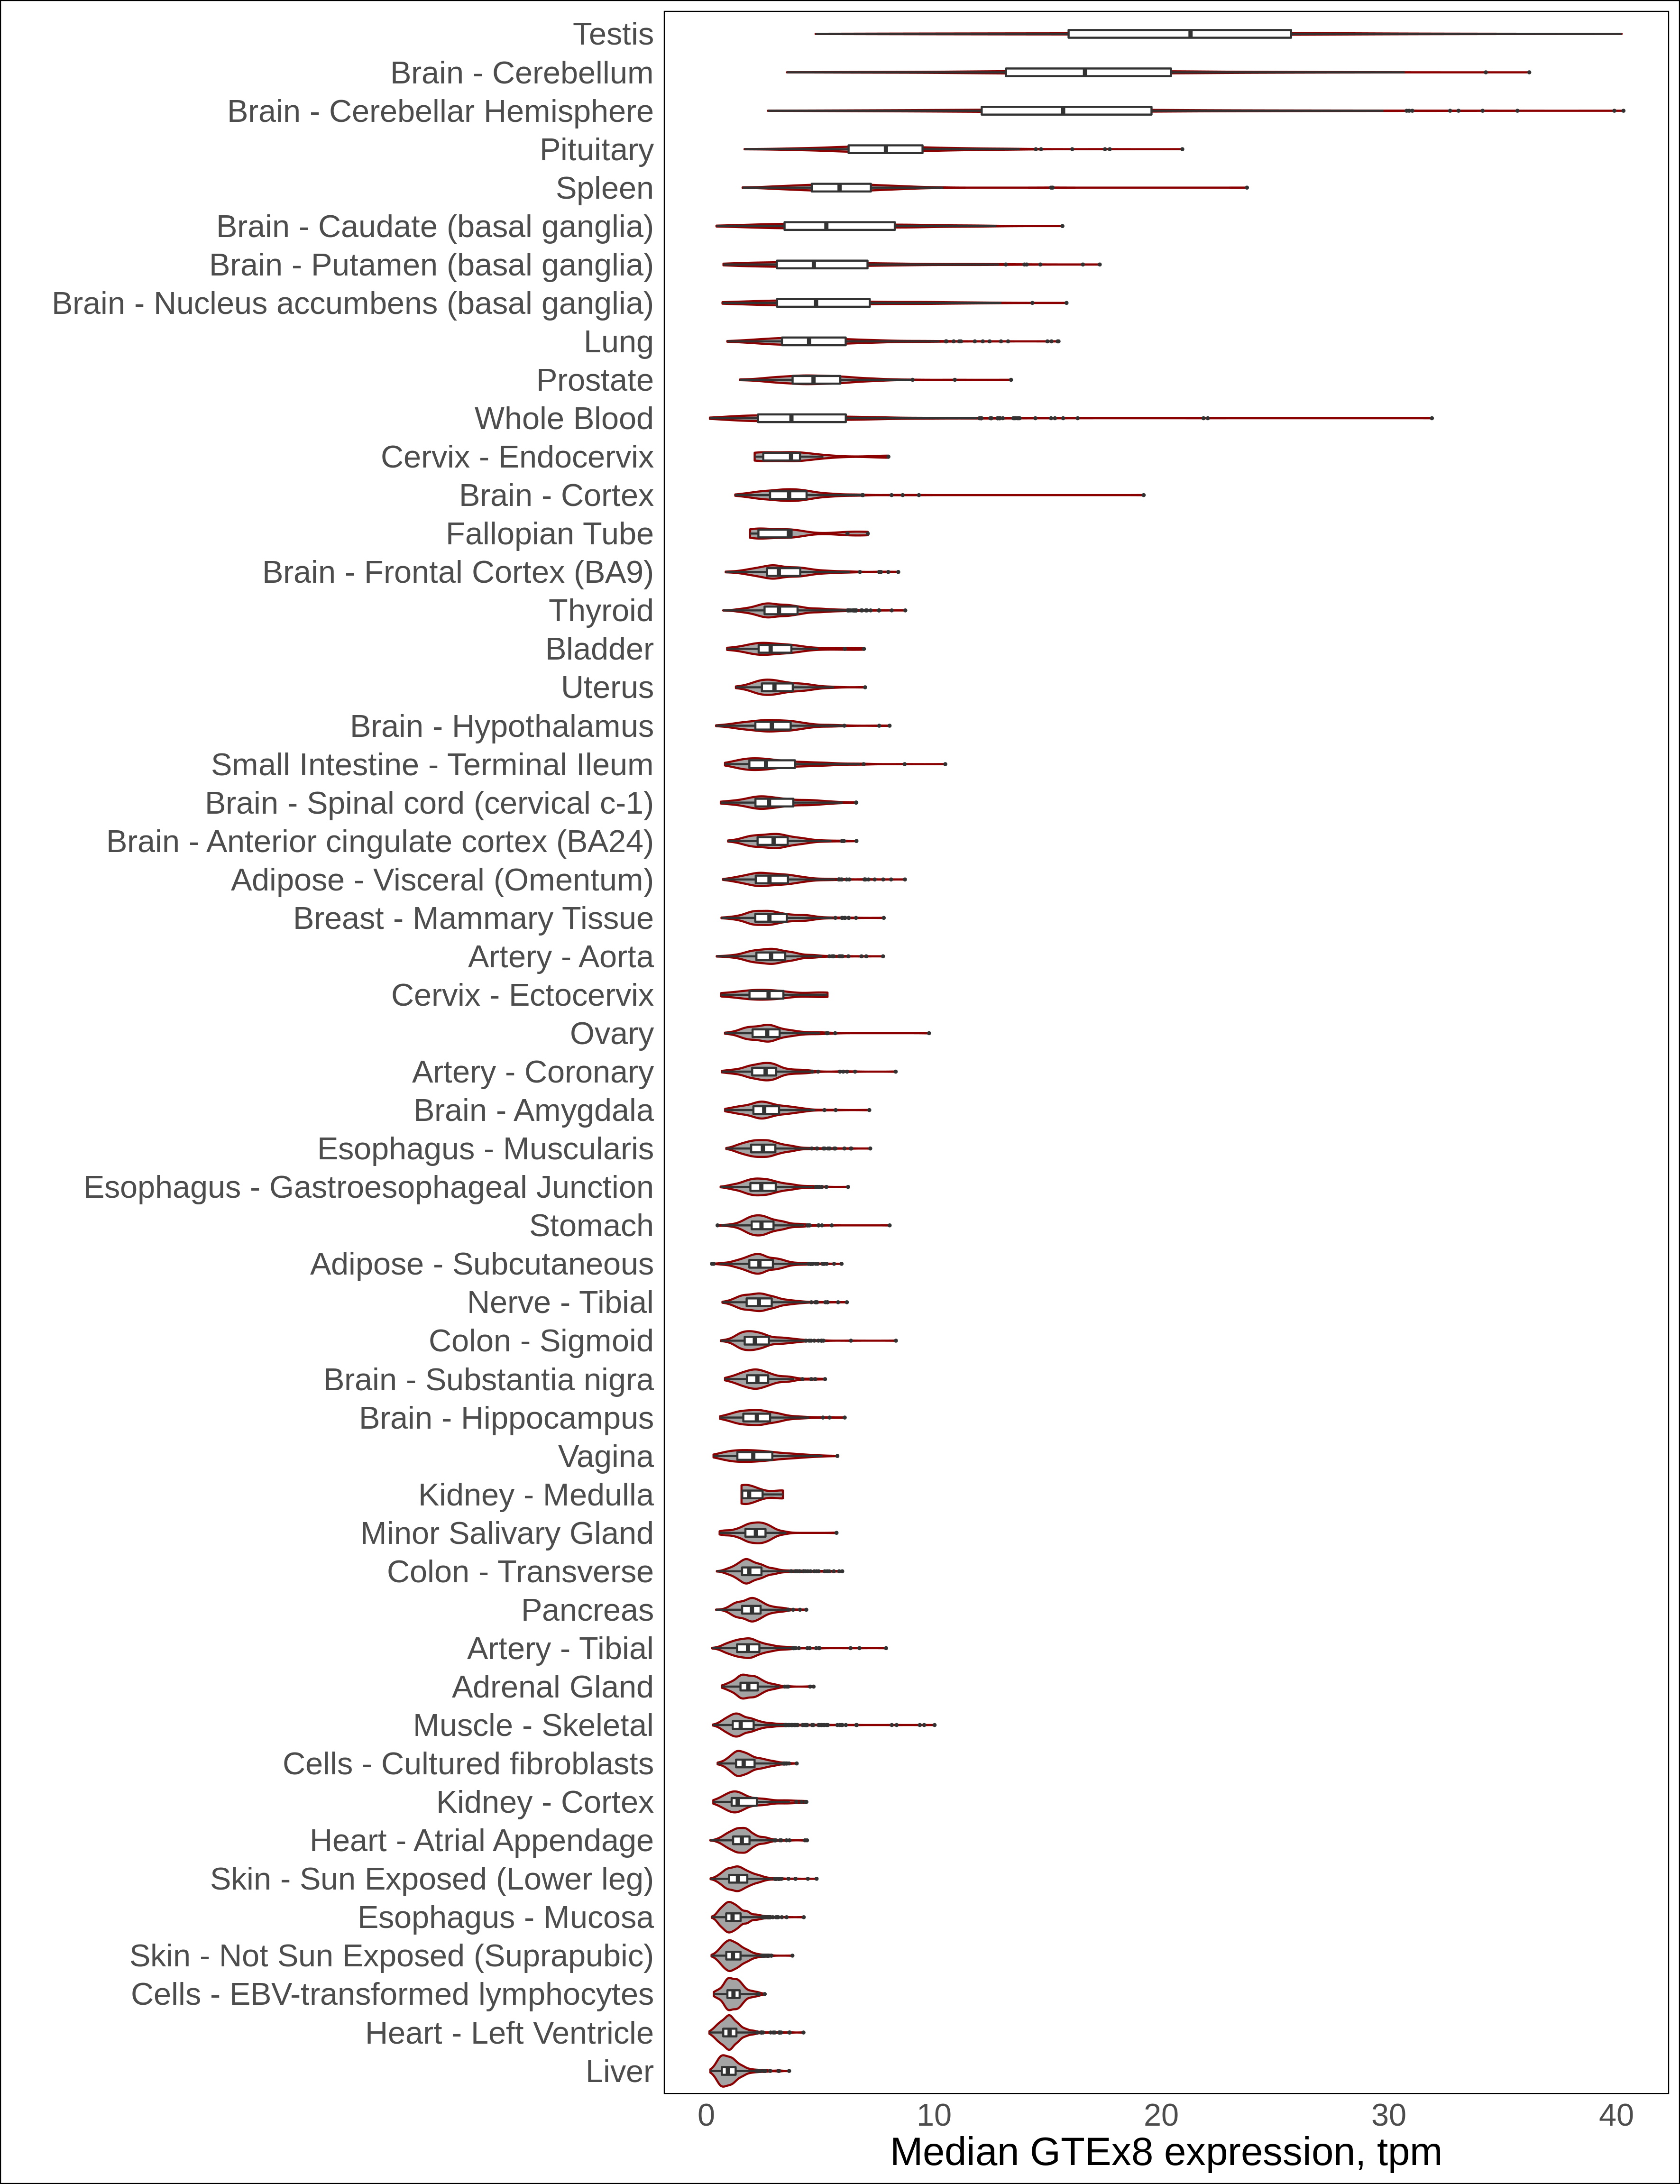 Testis
Brain - Cerebellum
Brain - Cerebellar Hemisphere
Pituitary
Spleen
Brain - Caudate (basal ganglia)
Brain - Putamen (basal ganglia)
Brain - Nucleus accumbens (basal ganglia)
Lung
Prostate
Whole Blood
Cervix - Endocervix
Brain - Cortex
Fallopian Tube
Brain - Frontal Cortex (BA9)
Thyroid
Bladder
Uterus
Brain - Hypothalamus
Small Intestine - Terminal Ileum
Brain - Spinal cord (cervical c-1)
Brain - Anterior cingulate cortex (BA24)
Adipose - Visceral (Omentum)
Breast - Mammary Tissue
Artery - Aorta
Cervix - Ectocervix
Ovary
Artery - Coronary
Brain - Amygdala
Esophagus - Muscularis
Esophagus - Gastroesophageal Junction
Stomach
Adipose - Subcutaneous
Nerve - Tibial
Colon - Sigmoid
Brain - Substantia nigra
Brain - Hippocampus
Vagina
Kidney - Medulla
Minor Salivary Gland
Colon - Transverse
Pancreas
Artery - Tibial
Adrenal Gland
Muscle - Skeletal
Cells - Cultured fibroblasts
Kidney - Cortex
Heart - Atrial Appendage
Skin - Sun Exposed (Lower leg)
Esophagus - Mucosa
Skin - Not Sun Exposed (Suprapubic)
Cells - EBV-transformed lymphocytes
Heart - Left Ventricle
Liver
0 10 20 30 40
Median GTEx8 expression, tpm